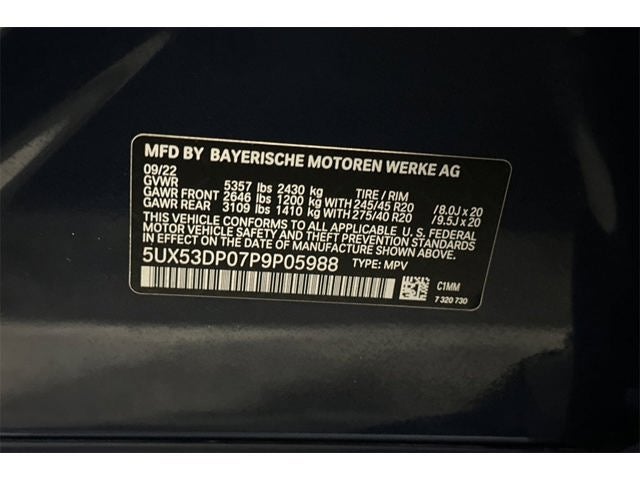 MFD BY BAYERISCHE MOTOREN WERKE AG
09/22
GVWR 5357 lbs 2430 kg TIRE / RIM
GAWR FRONT 2646 lbs 1200 kg WITH 245/45 R20 /8.0J x 20
GAWR REAR 3109 lbs 1410 kg WITH 275/40 R20 /9.5J x 20
THIS VEHICLE CONFORMS TO ALL APPLICABLE U. S. FEDERAL
MOTOR VEHICLE SAFETY AND THEFT PREVENTION STANDARDS
IN EFFECT ON THE DATE OF MANUFACTURE SHOWN ABOVE.
5UX53DP07P9P05988 TYPE: MPV
C1MM
7 320 730